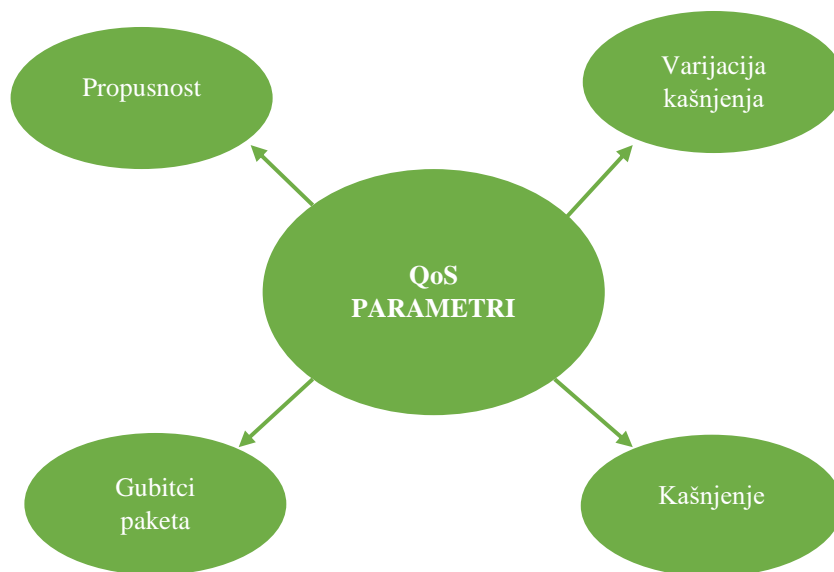 Propusnost
Varijacija
kašnjenja
QoS
PARAMETRI
Gubitci
paketa
Kašnjenje